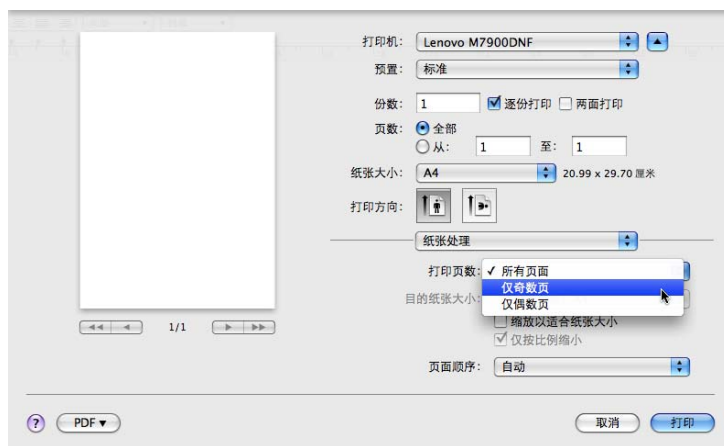 打印机： Lenovo M7900DNF
预置： 标准
份数： 1 逐份打印 两面打印
页数： 全部
从： 1 至： 1
纸张大小： A4 20.99 x 29.70 厘米
打印方向：
纸张处理
打印页数： ✓ 所有页面
仅奇数页
仅偶数页
目的纸张大小：
缩放以适合纸张大小
仅按比例缩小
页面顺序： 自动
1/1
? PDF▼ 取消 打印